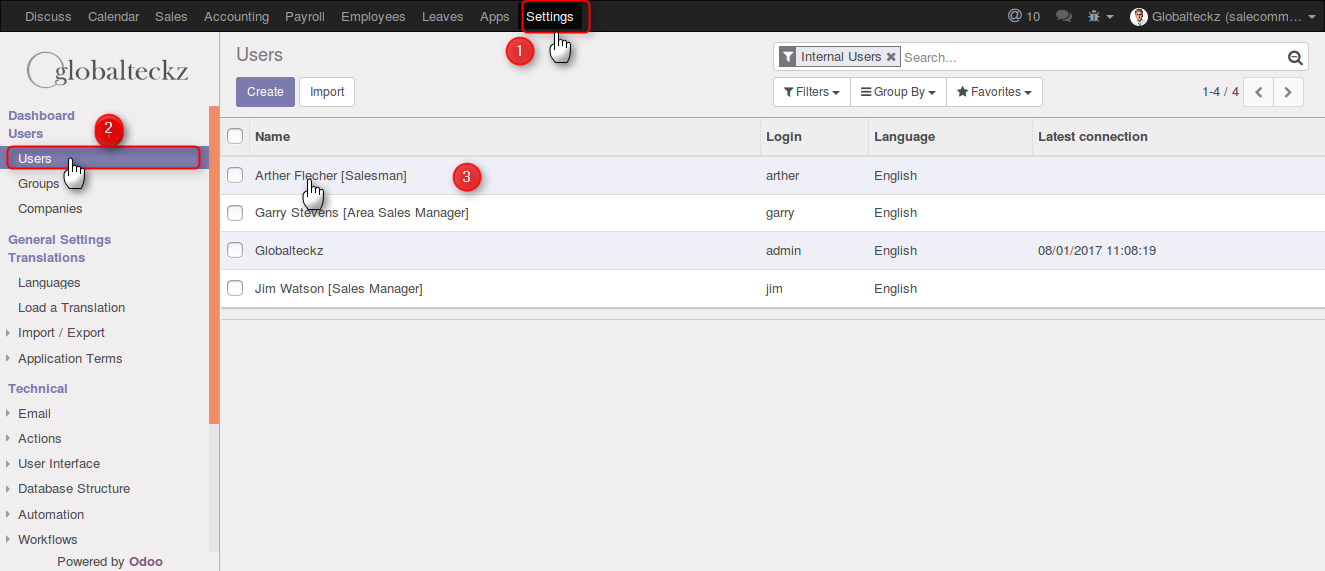 Discuss Calendar Sales Accounting Payroll Employees Leaves Apps Settings @ 10 Globalteckz (salecomm...
1
globalteckz
Users
Internal Users Search...
Create Import
Filters Group By Favorites 1-4 / 4
Dashboard
Users
2
Users
Groups
Companies
General Settings
Translations
Languages
Load a Translation
Import / Export
Application Terms
Technical
Email
Actions
User Interface
Database Structure
Automation
Workflows
Powered by Odoo
Name Login Language Latest connection
Arther Flecher [Salesman] 3 arther English
Garry Stevens [Area Sales Manager] garry English
Globalteckz admin English 08/01/2017 11:08:19
Jim Watson [Sales Manager] jim English